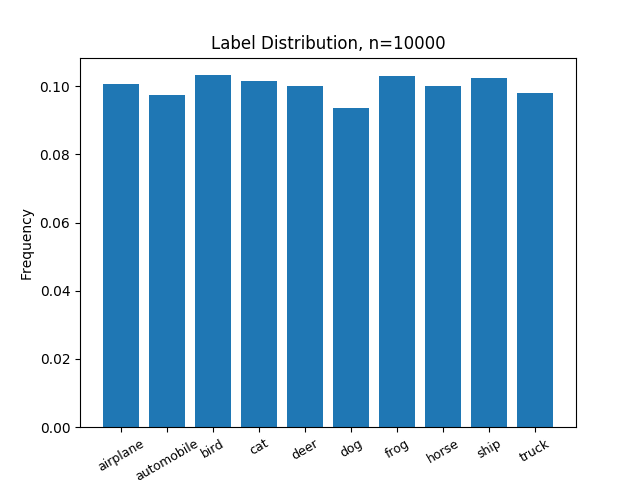 Label Distribution, n=10000
Frequency
0.10
0.08
0.06
0.04
0.02
0.00
airplane
automobile
bird
cat
deer
dog
frog
horse
ship
truck